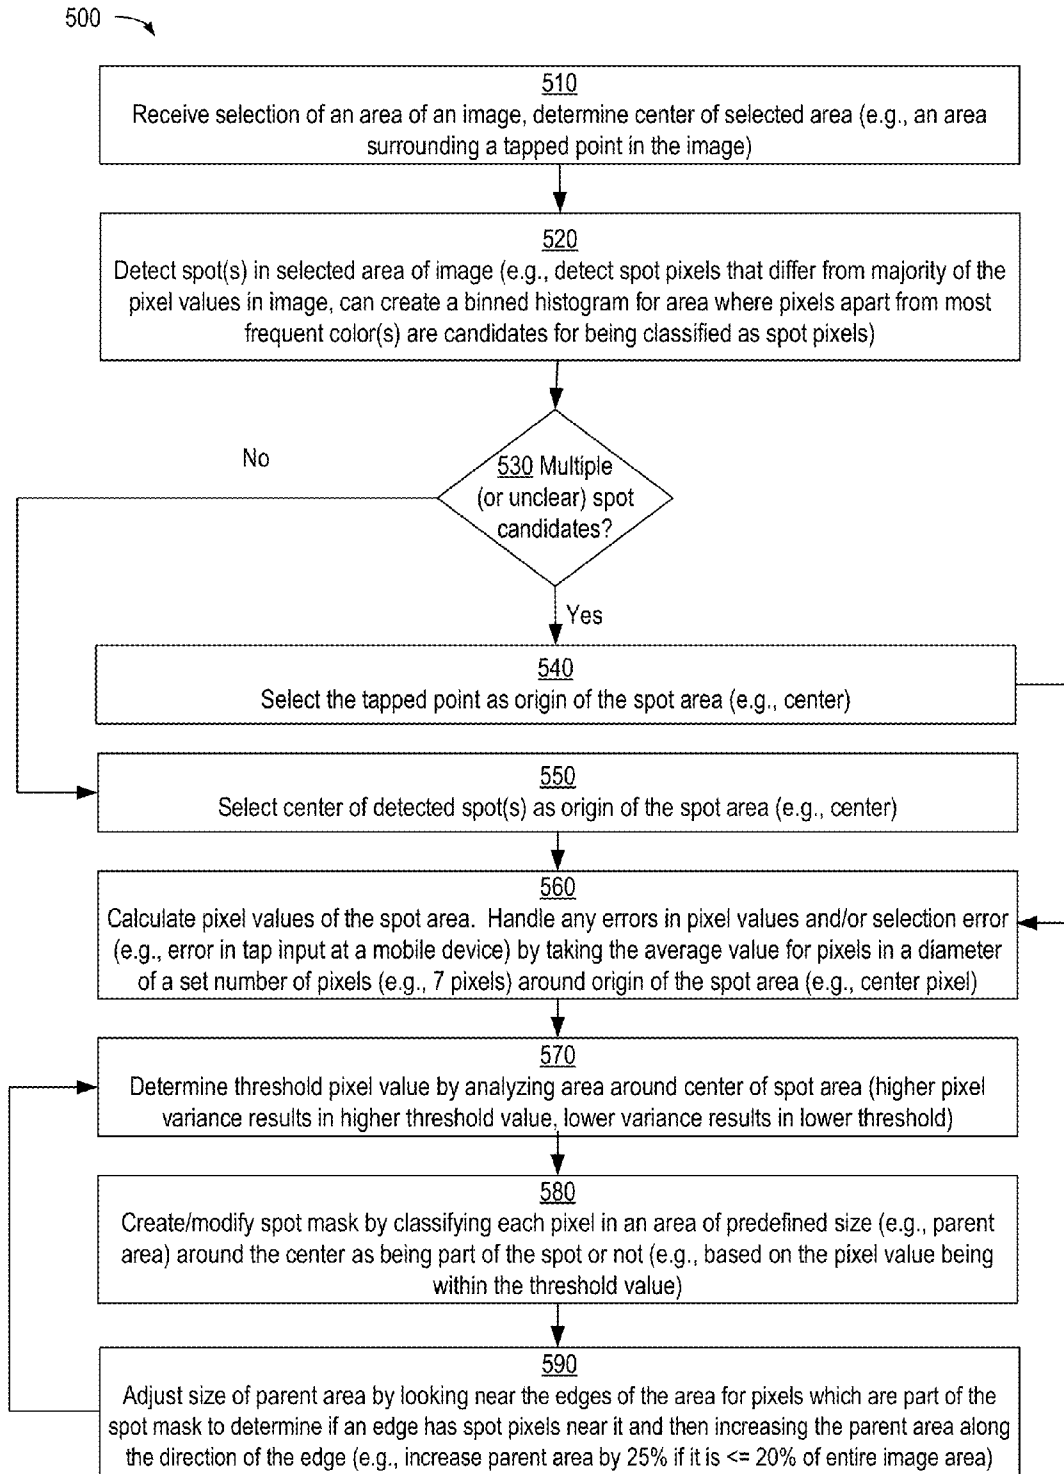 500
510
Receive selection of an area of an image, determine center of selected area (e.g., an area
surrounding a tapped point in the image)
520
Detect spot(s) in selected area of image (e.g., detect spot pixels that differ from majority of the
pixel values in image, can create a binned histogram for area where pixels apart from most
frequent color(s) are candidates for being classified as spot pixels)
No
530 Multiple
(or unclear) spot
candidates?
Yes
540
Select the tapped point as origin of the spot area (e.g., center)
550
Select center of detected spot(s) as origin of the spot area (e.g., center)
560
Calculate pixel values of the spot area. Handle any errors in pixel values and/or selection error
(e.g., error in tap input at a mobile device) by taking the average value for pixels in a diameter
of a set number of pixels (e.g., 7 pixels) around origin of the spot area (e.g., center pixel)
570
Determine threshold pixel value by analyzing area around center of spot area (higher pixel
variance results in higher threshold value, lower variance results in lower threshold)
580
Create/modify spot mask by classifying each pixel in an area of predefined size (e.g., parent
area) around the center as being part of the spot or not (e.g., based on the pixel value being
within the threshold value)
590
Adjust size of parent area by looking near the edges of the area for pixels which are part of the
spot mask to determine if an edge has spot pixels near it and then increasing the parent area along
the direction of the edge (e.g., increase parent area by 25% if it is <= 20% of entire image area)